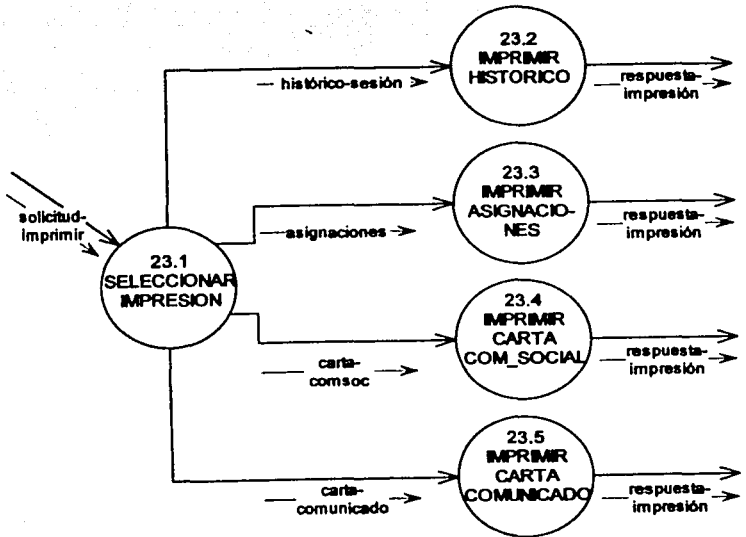 23.2
IMPRIMIR
HISTORICO
histórico-sesión
respuesta-
impresión
solicitud-
imprimir
23.1
SELECCIONAR
IMPRESION
23.3
IMPRIMIR
ASIGNACIO-
NES
asignaciones
respuesta-
impresión
23.4
IMPRIMIR
CARTA
COM_SOCIAL
carta-
comsoc
respuesta-
impresión
23.5
IMPRIMIR
CARTA
COMUNICADO
carta-
comunicado
respuesta-
impresión